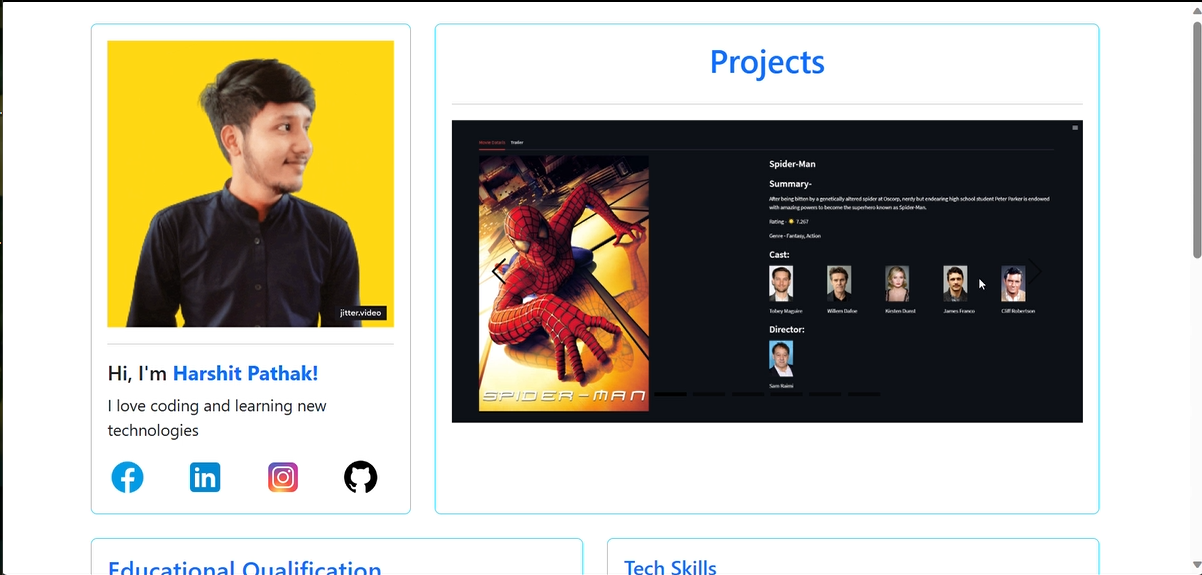 jitter.video
Hi, I'm Harshit Pathak!
I love coding and learning new
technologies
in
Projects
Movie Details Trailer
SPIDER-MAN
Spider-Man
Summary-
After being bitten by a genetically altered spider at Oscorp, nerdy but endearing high school student Peter Parker is endowed
with amazing powers to become the superhero known as Spider-Man.
Rating - 7.267
Genre - Fantasy, Action
Cast:
Tobey Maguire Willem Dafoe Kirsten Dunst James Franco Cliff Robertson
Director:
Sam Raimi
Educational Qualification
Tech Skills